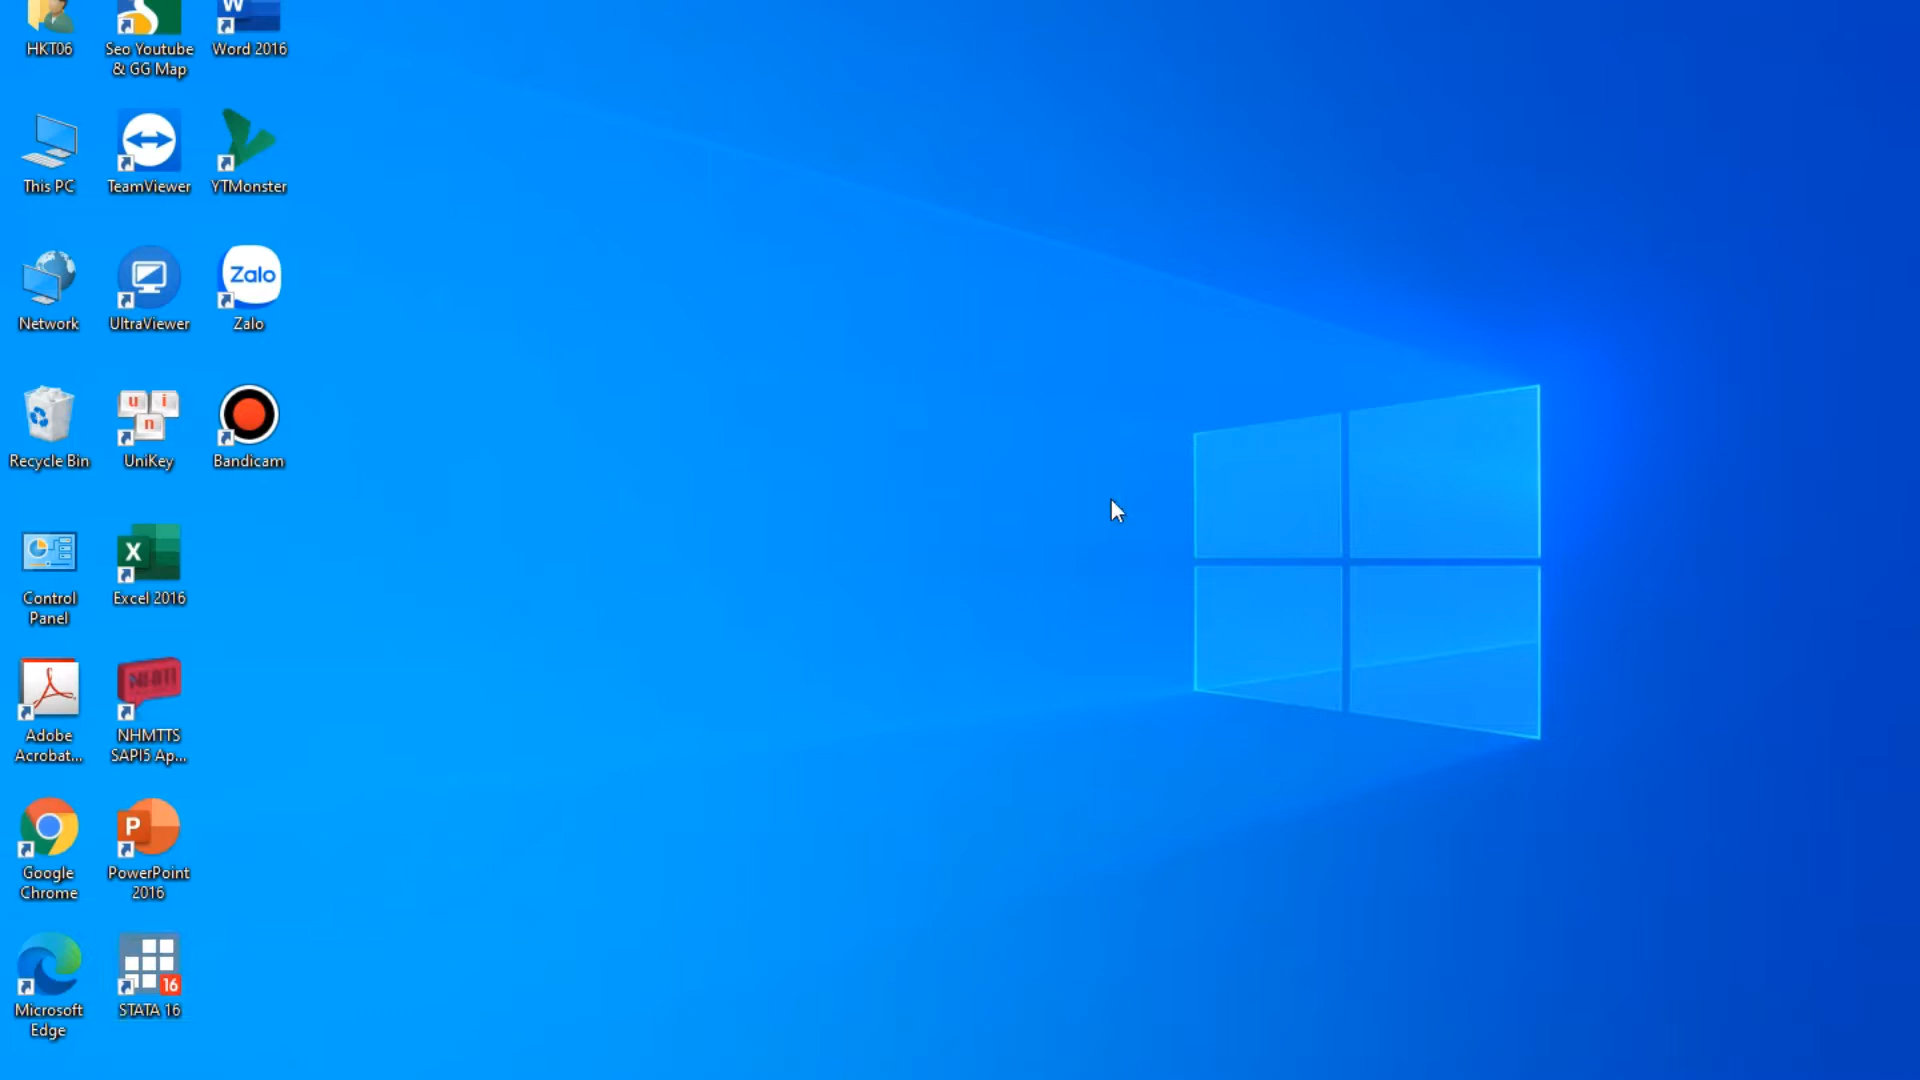 HKT06
Seo Youtube
& GG Map
W
Word 2016
This PC
TeamViewer
YTMonster
Network
UltraViewer
Zalo
Zalo
Recycle Bin
u i
n
UniKey
Bandicam
Control
Panel
X
Excel 2016
Adobe
Acrobat...
NHMTTS
SAPI5 Ap...
Google
Chrome
P
PowerPoint
2016
Microsoft
Edge
16
STATA 16